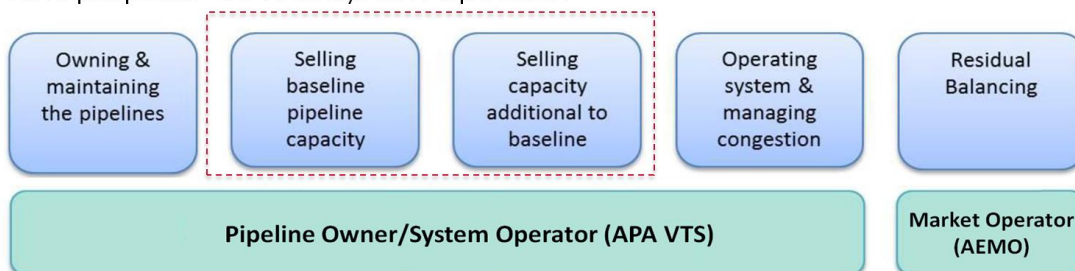 Owning &
maintaining
the pipelines
Selling
baseline
pipeline
capacity
Selling
capacity
additional to
baseline
Operating
system &
managing
congestion
Residual
Balancing
Pipeline Owner/System Operator (APA VTS)
Market Operator
(AEMO)